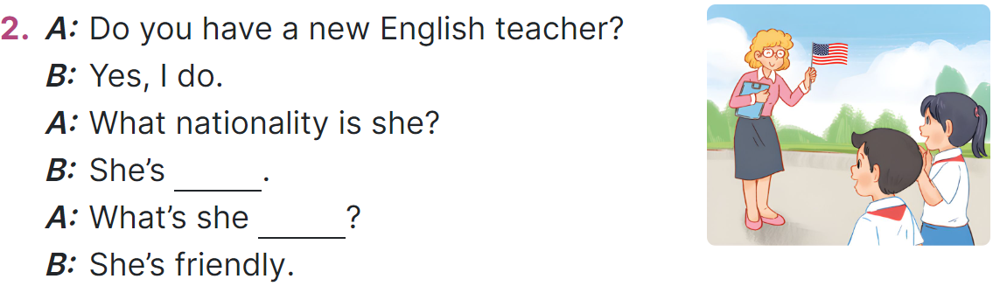 2. A: Do you have a new English teacher?
B: Yes, I do.
A: What nationality is she?
B: She’s ______.
A: What’s she ______?
B: She’s friendly.